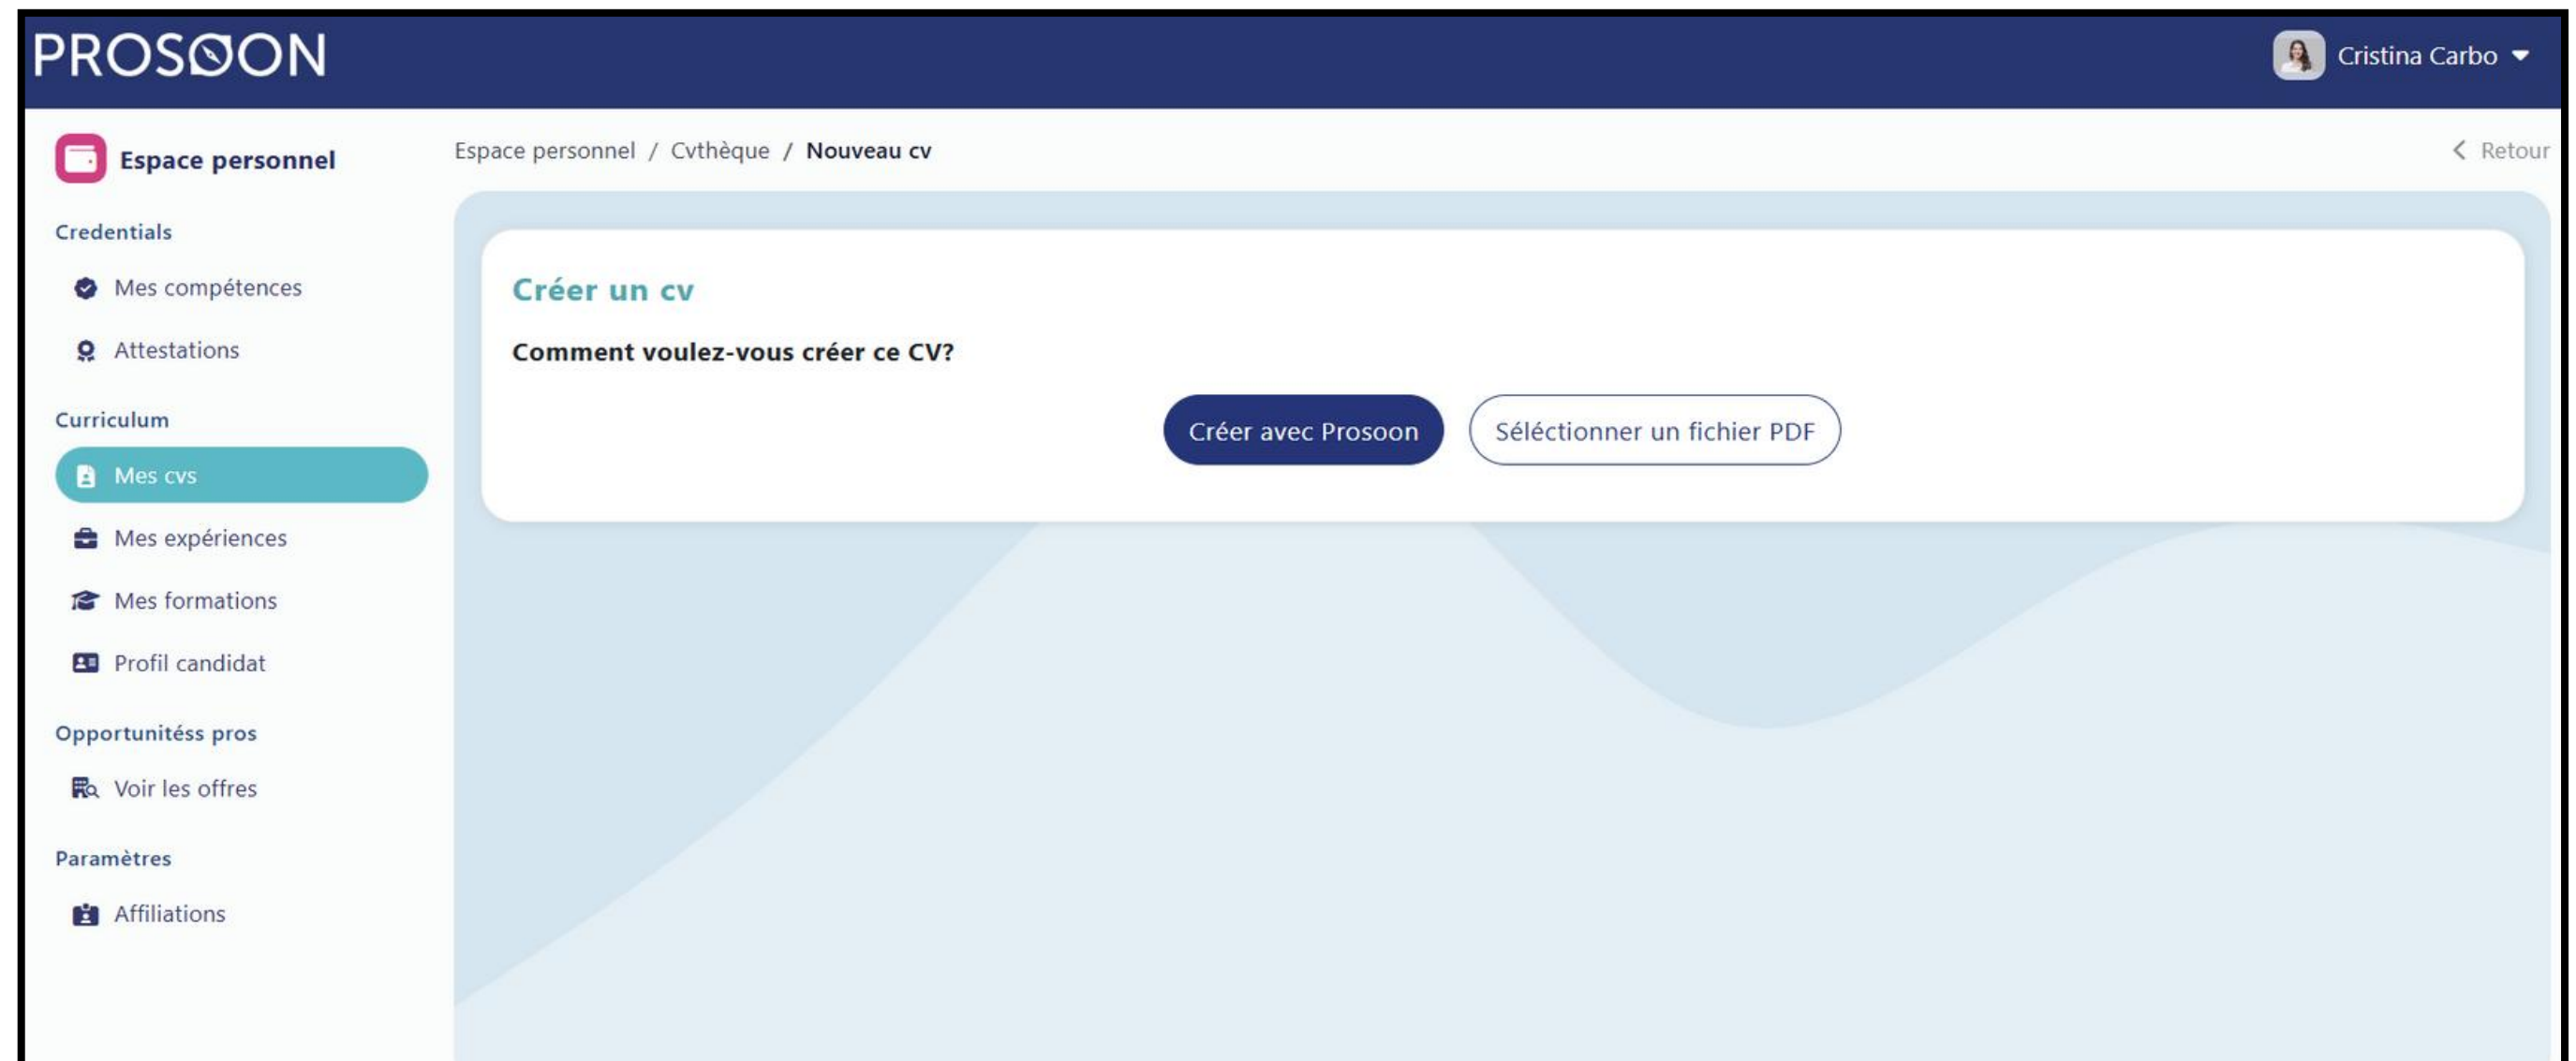 PROSOON
Cristina Carbo
Espace personnel
Espace personnel / Cvthèque / Nouveau cv
Retour
Credentials
Mes compétences
Attestations
Curriculum
Mes cvs
Mes expériences
Mes formations
Profil candidat
Opportunitéss pros
Voir les offres
Paramètres
Affiliations
Créer un cv
Comment voulez-vous créer ce CV?
Créer avec Prosoon
Séléctionner un fichier PDF